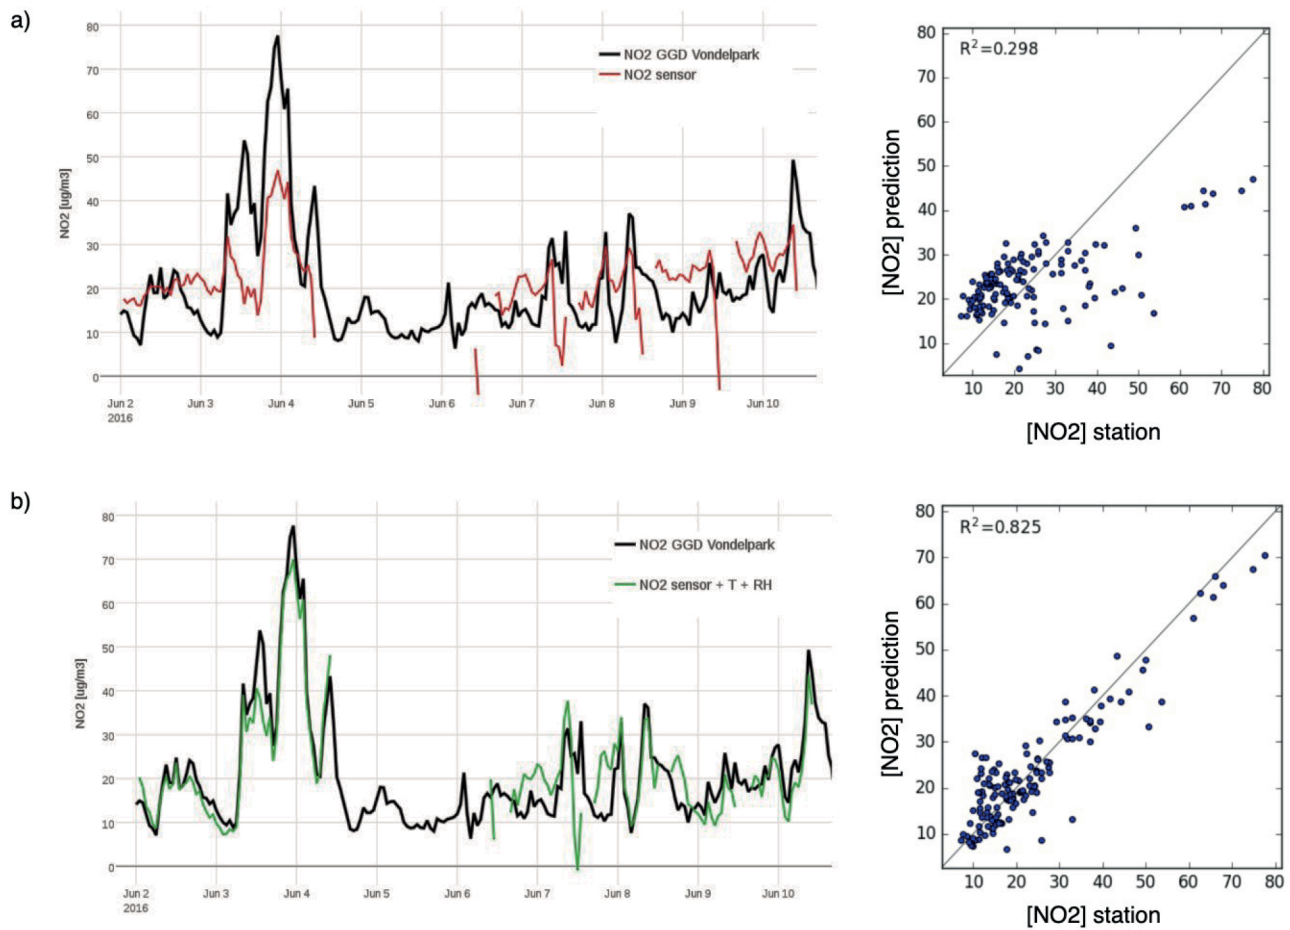 a)
80
70
60
50
40
30
20
10
0
NO2 [ug/m3]
NO2 GGD Vondelpark
NO2 sensor
Jun 2 Jun 3 Jun 4 Jun 5 Jun 6 Jun 7 Jun 8 Jun 9 Jun 10
2016
R²=0.298
80
70
60
50
40
30
20
10
[NO2] prediction
10 20 30 40 50 60 70 80
[NO2] station
b)
80
70
60
50
40
30
20
10
0
NO2 [ug/m3]
NO2 GGD Vondelpark
NO2 sensor + T + RH
Jun 2 Jun 3 Jun 4 Jun 5 Jun 6 Jun 7 Jun 8 Jun 9 Jun 10
2016
R²=0.825
80
70
60
50
40
30
20
10
[NO2] prediction
10 20 30 40 50 60 70 80
[NO2] station